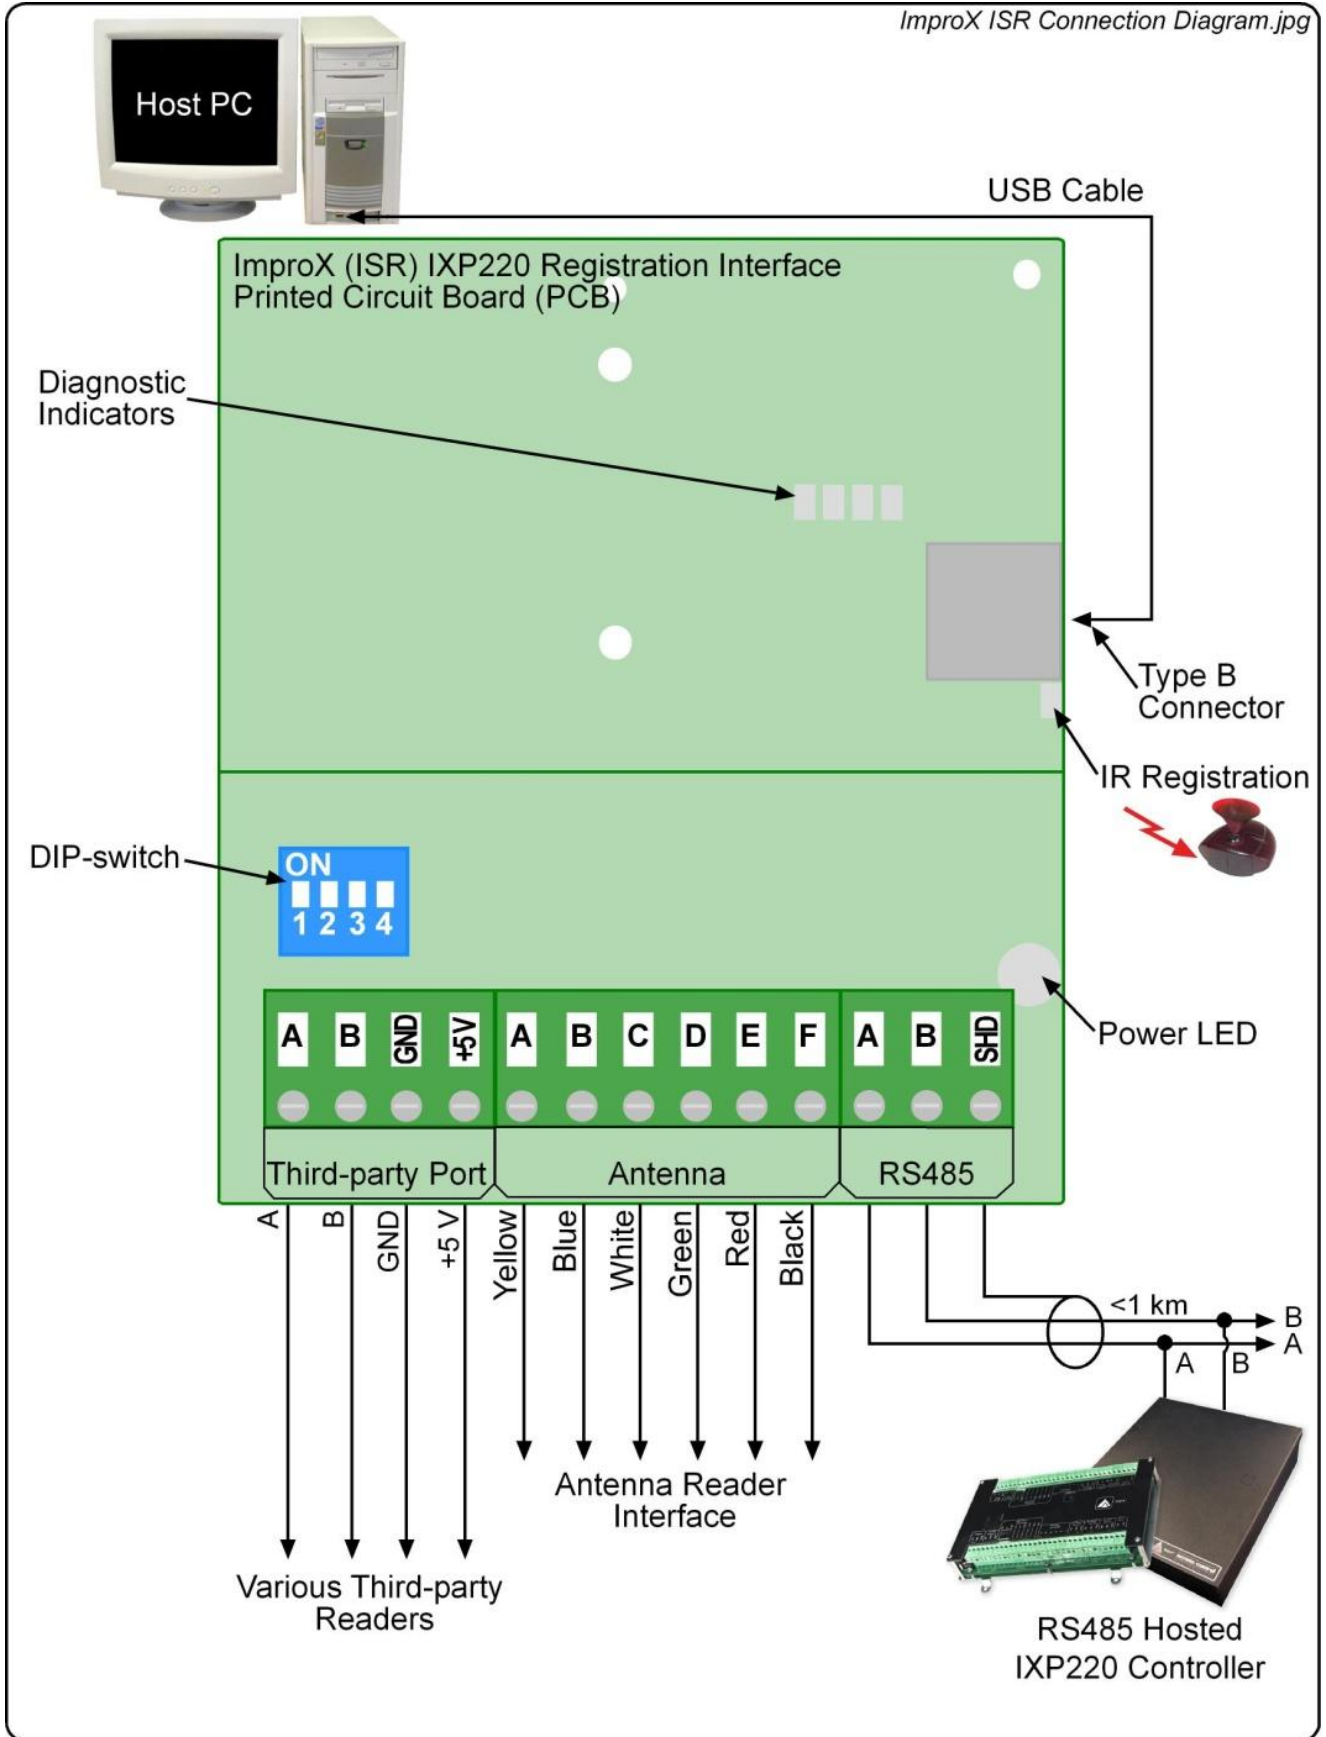 ImproX ISR Connection Diagram.jpg
Host PC
USB Cable
ImproX (ISR) IXP220 Registration Interface
Printed Circuit Board (PCB)
Diagnostic
Indicators
Type B
Connector
IR Registration
DIP-switch
ON
1 2 3 4
Power LED
A B GND +5V A B C D E F A B SHD
Third-party Port Antenna RS485
A B GND +5 V Yellow Blue White Green Red Black
<1 km
B
A
A B
Antenna Reader
Interface
Various Third-party
Readers
RS485 Hosted
IXP220 Controller